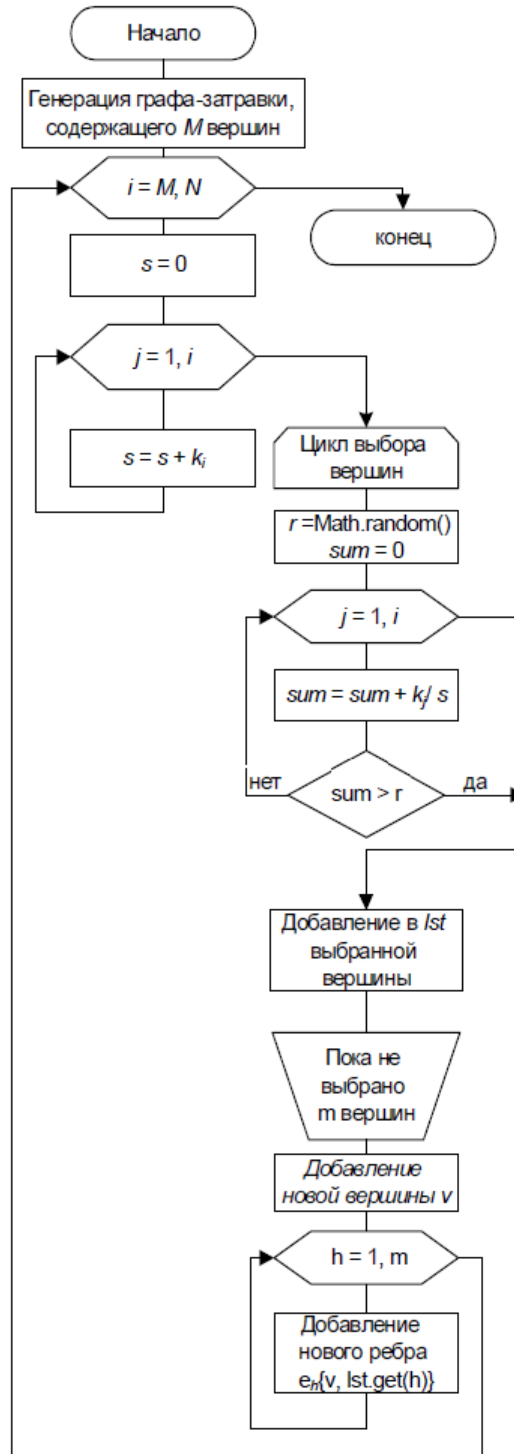 Начало
Генерация графа-затравки,
содержащего M вершин
i = M, N
конец
s = 0
j = 1, i
s = s + kᵢ
Цикл выбора
вершин
r =Math.random()
sum = 0
j = 1, i
sum = sum + kⱼ/ s
нет
sum > r
да
Добавление в lst
выбранной
вершины
Пока не
выбрано
m вершин
Добавление
новой вершины v
h = 1, m
Добавление
нового ребра
eₕ{v, lst.get(h)}